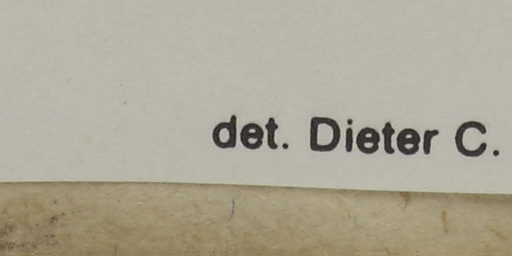 det. Dieter C.